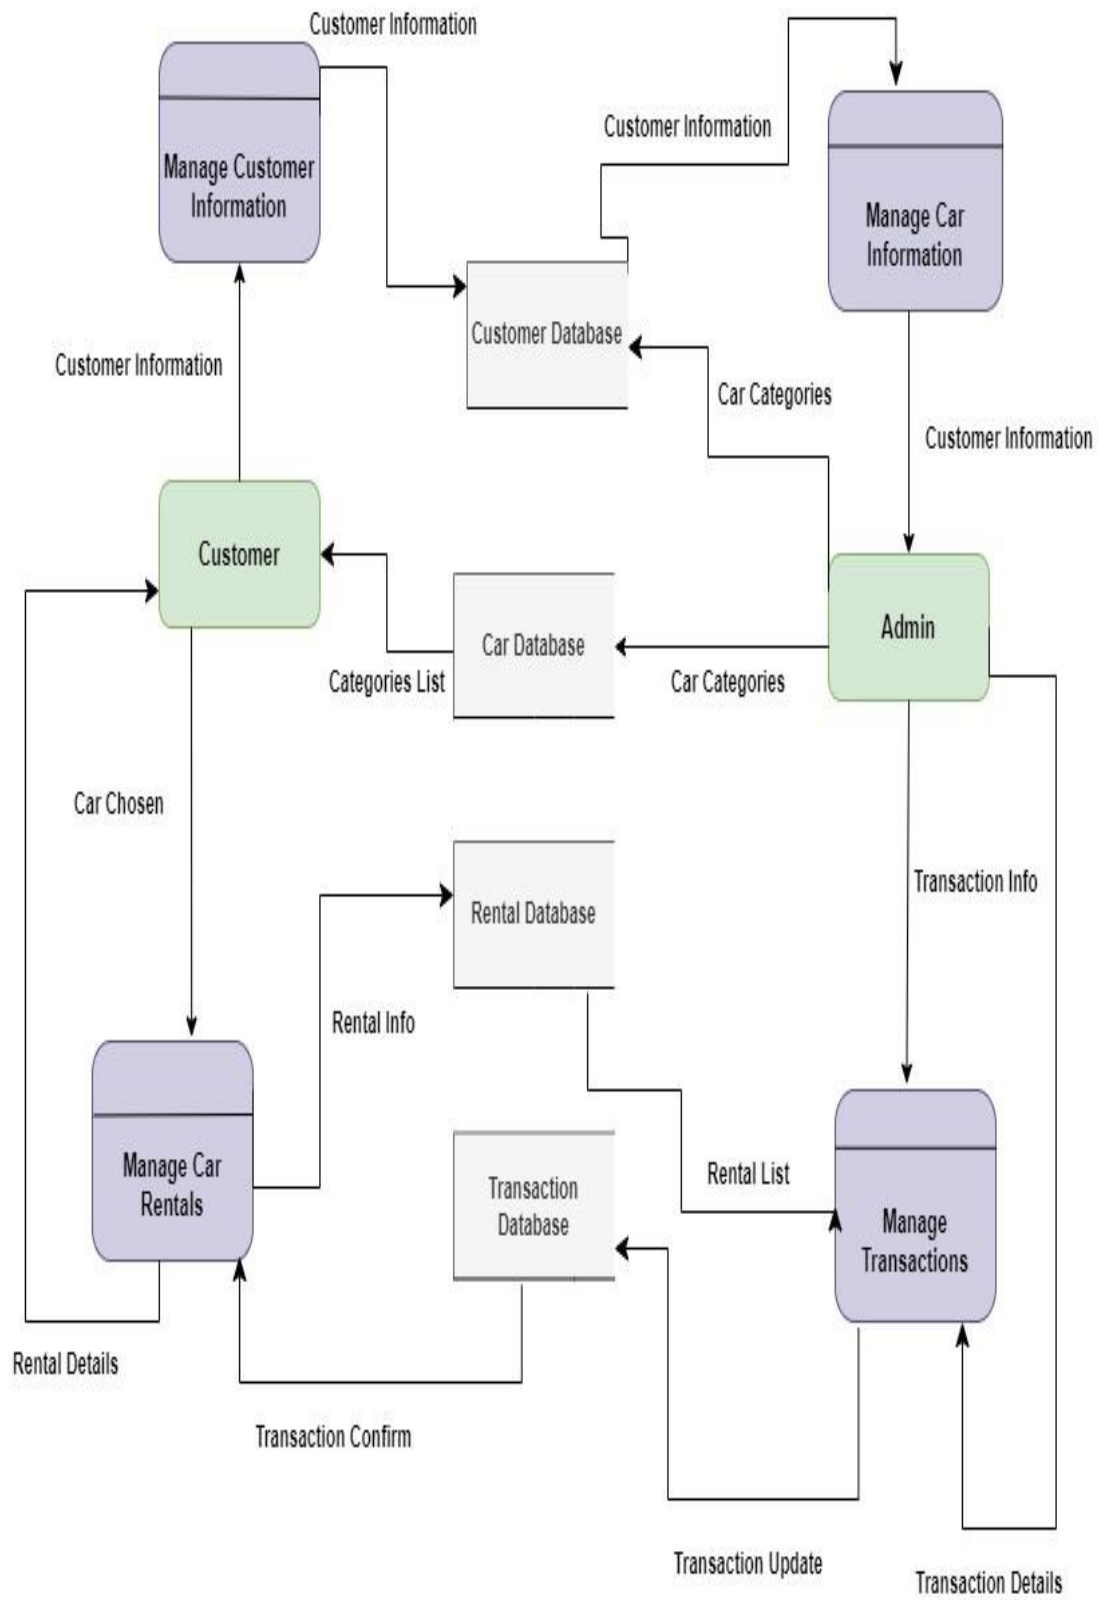 Customer Information
Customer Information
Manage Customer
Information
Manage Car
Information
Customer Database
Customer Information
Car Categories
Customer Information
Customer
Car Database
Admin
Categories List
Car Categories
Car Chosen
Transaction Info
Rental Database
Rental Info
Manage Car
Rentals
Transaction
Database
Rental List
Manage
Transactions
Rental Details
Transaction Confirm
Transaction Update
Transaction Details